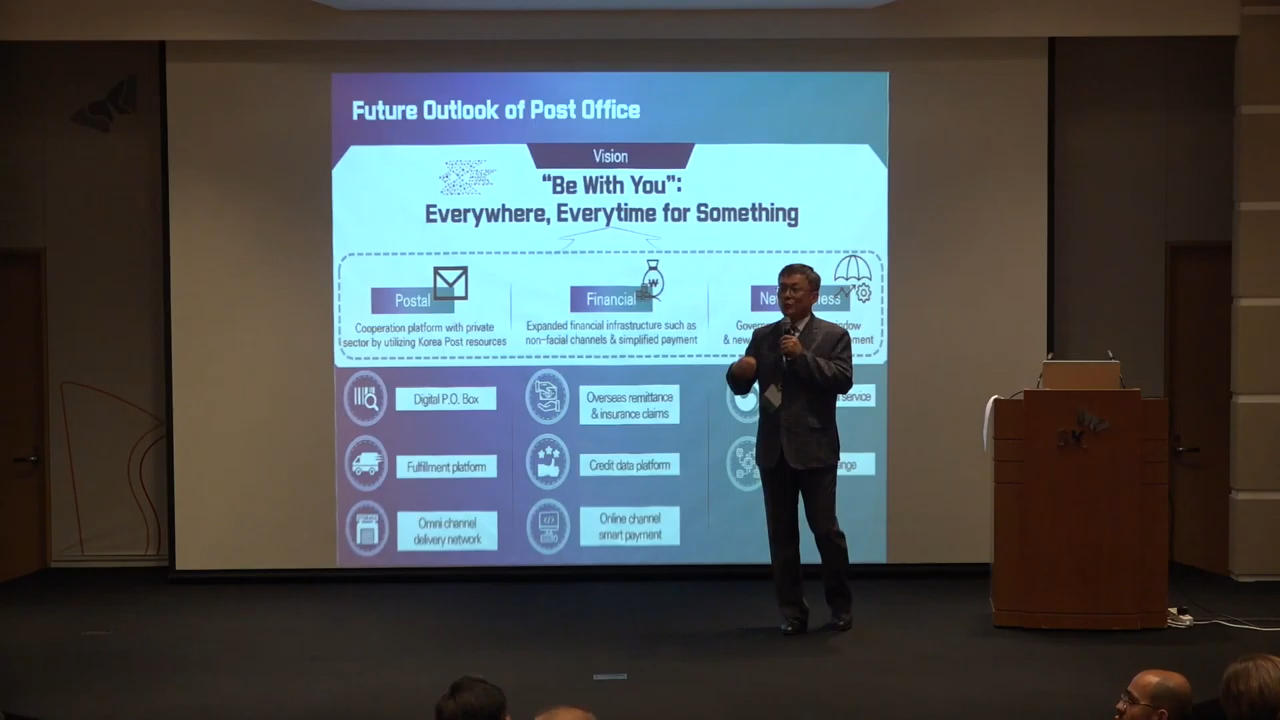 Future Outlook of Post Office
Vision
“Be With You”:
Everywhere, Everytime for Something
Postal
Cooperation platform with private
sector by utilizing Korea Post resources
Financial
Expanded financial infrastructure such as
non-facial channels & simplified payment
& new
Digital P.O. Box
Fulfillment platform
Omni channel
delivery network
Overseas remittance
& insurance claims
Credit data platform
Online channel
smart payment
service